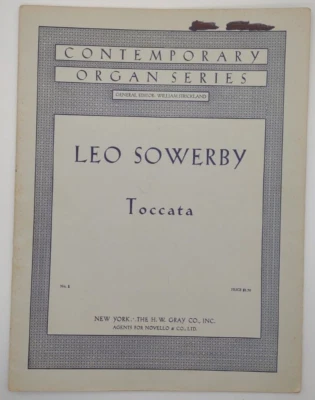 CONTEMPORARY
ORGAN SERIES
GENERAL EDITOR: WILLIAM STRICKLAND
LEO SOWERBY
Toccata
NEW YORK: THE H. W. GRAY CO., INC.
AGENTS FOR NOVELLO & CO., LTD.